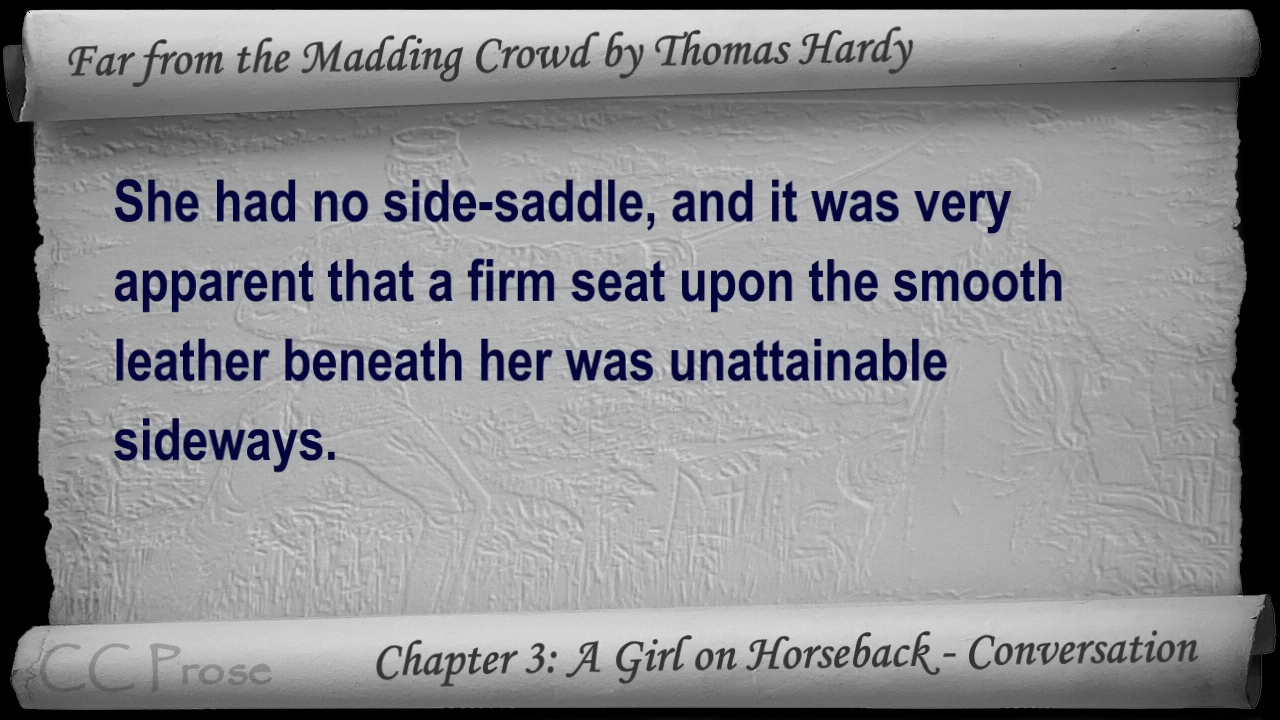 Far from the Madding Crowd by Thomas Hardy
She had no side-saddle, and it was very
apparent that a firm seat upon the smooth
leather beneath her was unattainable
sideways.
CC Prose
Chapter 3: A Girl on Horseback - Conversation